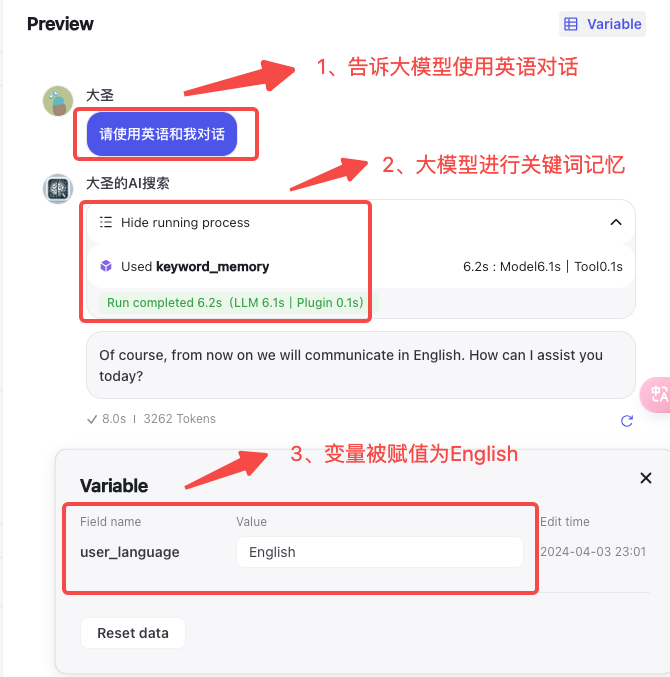 Preview
Variable
1、告诉大模型使用英语对话
大圣
请使用英语和我对话
2、大模型进行关键词记忆
大圣的AI搜索
Hide running process
Used keyword_memory
6.2s : Model6.1s | Tool0.1s
Run completed 6.2s（LLM 6.1s | Plugin 0.1s）
Of course, from now on we will communicate in English. How can I assist you
today?
8.0s | 3262 Tokens
3、变量被赋值为English
Variable
Field name
Value
Edit time
user_language
English
2024-04-03 23:01
Reset data